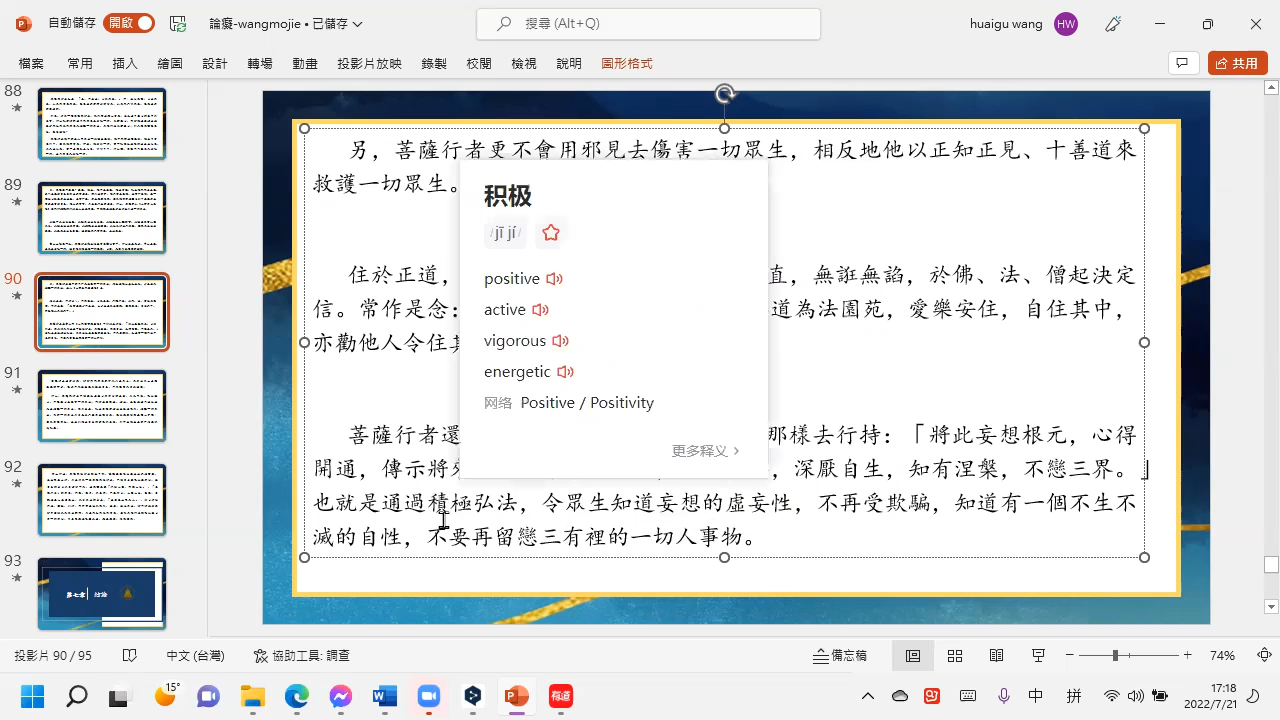 自動儲存 開啟 論癡-wangmojie • 已儲存
搜尋 (Alt+Q)
huaigu wang HW
檔案 常用 插入 繪圖 設計 轉場 動畫 投影片放映 錄製 校閱 檢視 說明 圖形格式 共用
88
89
90
91
92
93
第七章 結論
另，菩薩行者更不會用邪見去傷害一切眾生，相反地他以正知正見、十善道來
救護一切眾生。
住於正道，
直，無誑無諂，於佛、法、僧起決定
信。常作是念：
道為法園苑，愛樂安住，自住其中，
亦勸他人令住其
菩薩行者還
那樣去行持：「將此妄想根元，心得
開通，傳示將來
，深厭自生，知有涅槃，不戀三界。」
也就是通過積極弘法，令眾生知道妄想的虛妄性，不再受欺騙，知道有一個不生不
滅的自性，不要再留戀三有裡的一切人事物。
积极
/jī jí/
positive
active
vigorous
energetic
网络 Positive / Positivity
更多释义
投影片 90 / 95 中文 (台灣) 協助工具: 調查 備忘稿 74%
15° 有道 中 拼 17:18
2022/7/21